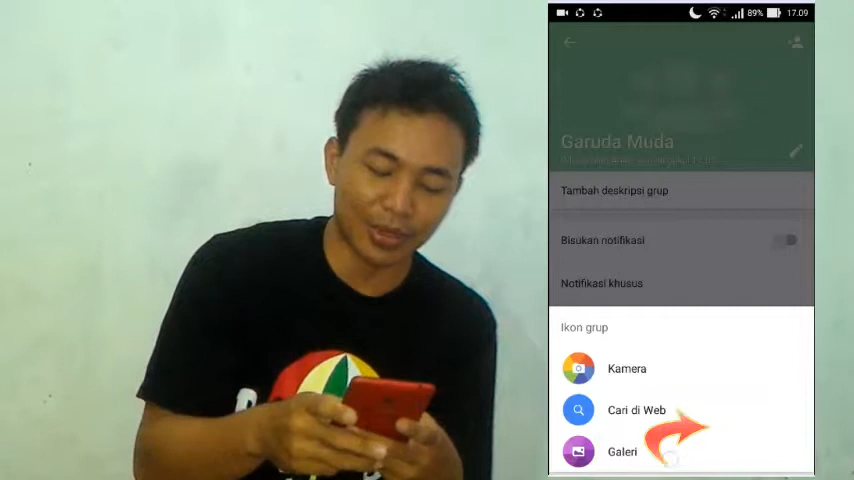 89% 17.09
Garuda Muda
Tambah deskripsi grup
Bisukan notifikasi
Notifikasi khusus
Ikon grup
Kamera
Cari di Web
Galeri